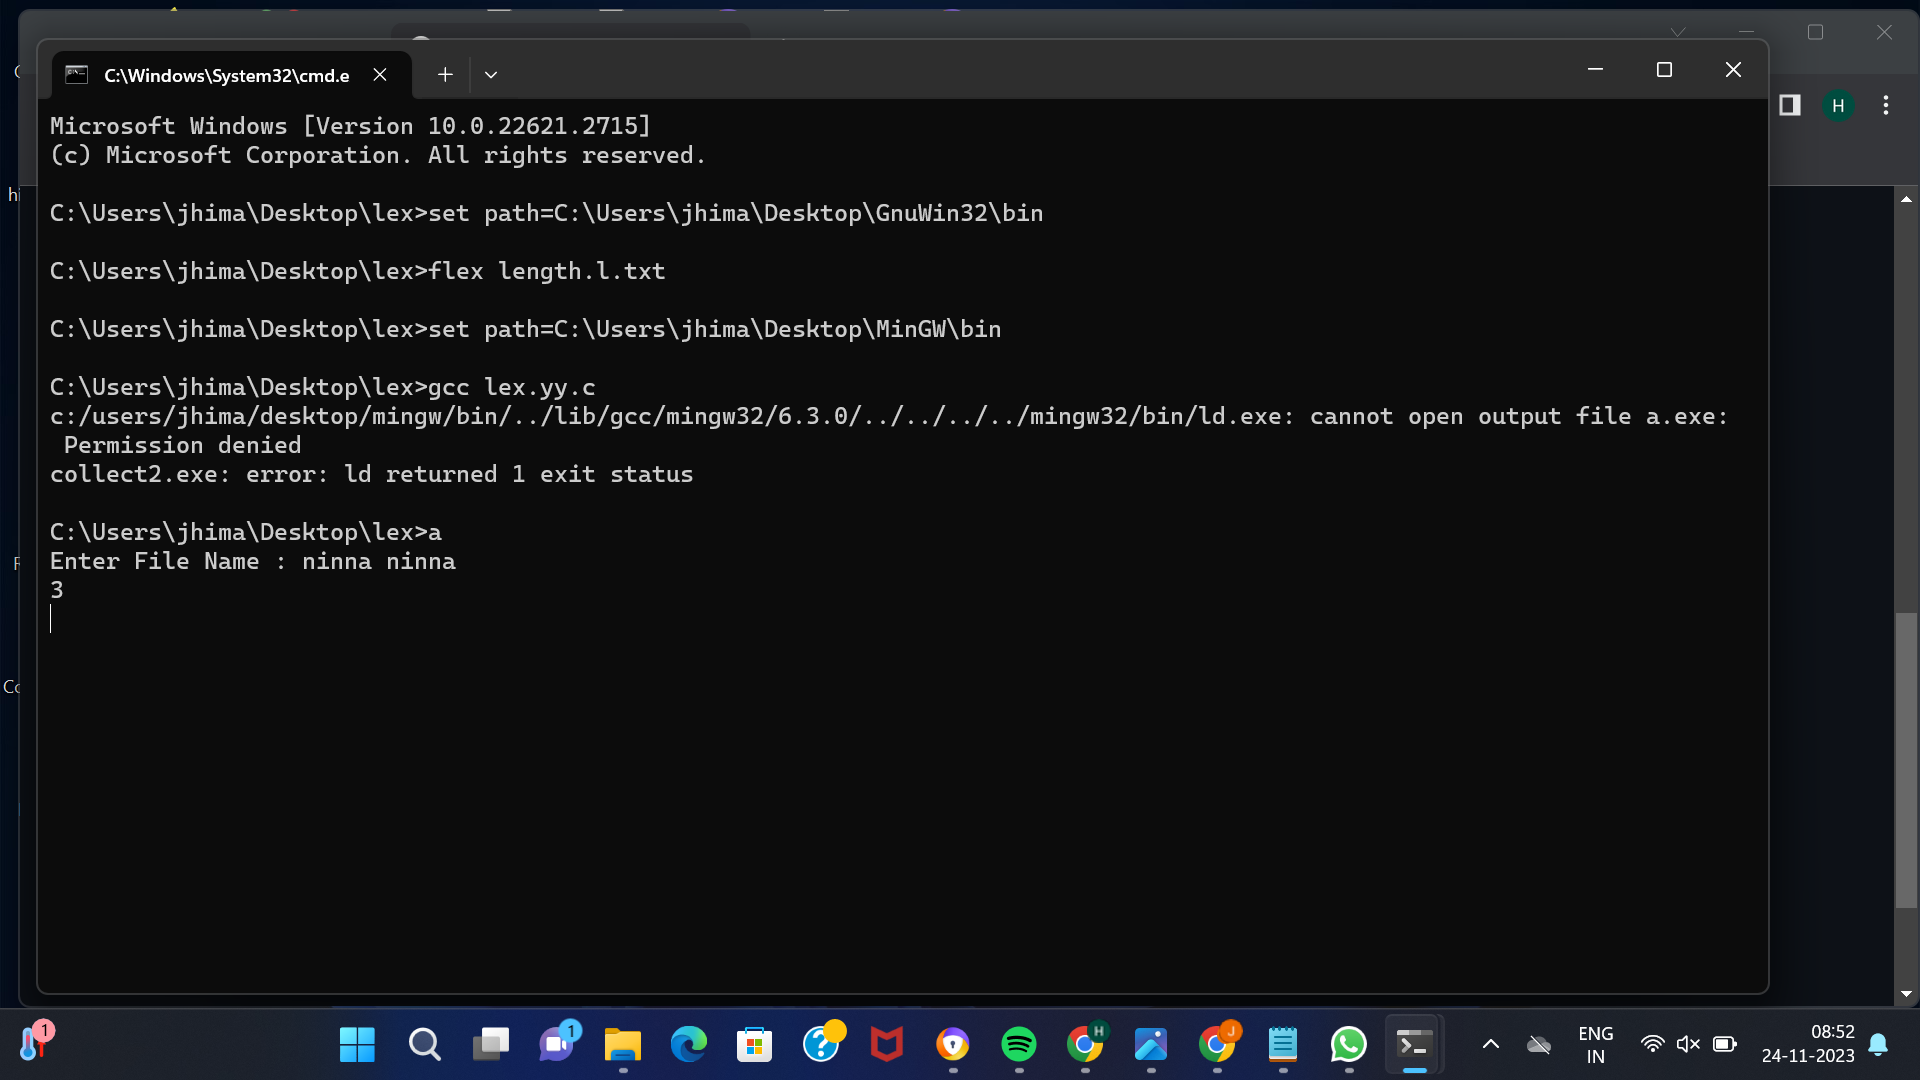 C:\Windows\System32\cmd.e
H
Microsoft Windows [Version 10.0.22621.2715]
(c) Microsoft Corporation. All rights reserved.
C:\Users\jhima\Desktop\lex>set path=C:\Users\jhima\Desktop\GnuWin32\bin
C:\Users\jhima\Desktop\lex>flex length.l.txt
C:\Users\jhima\Desktop\lex>set path=C:\Users\jhima\Desktop\MinGW\bin
C:\Users\jhima\Desktop\lex>gcc lex.yy.c
c:/users/jhima/desktop/mingw/bin/../lib/gcc/mingw32/6.3.0/../../../../mingw32/bin/ld.exe: cannot open output file a.exe:
 Permission denied
collect2.exe: error: ld returned 1 exit status
C:\Users\jhima\Desktop\lex>a
Enter File Name : ninna ninna
3
1
1
H
J
ENG
IN
08:52
24-11-2023